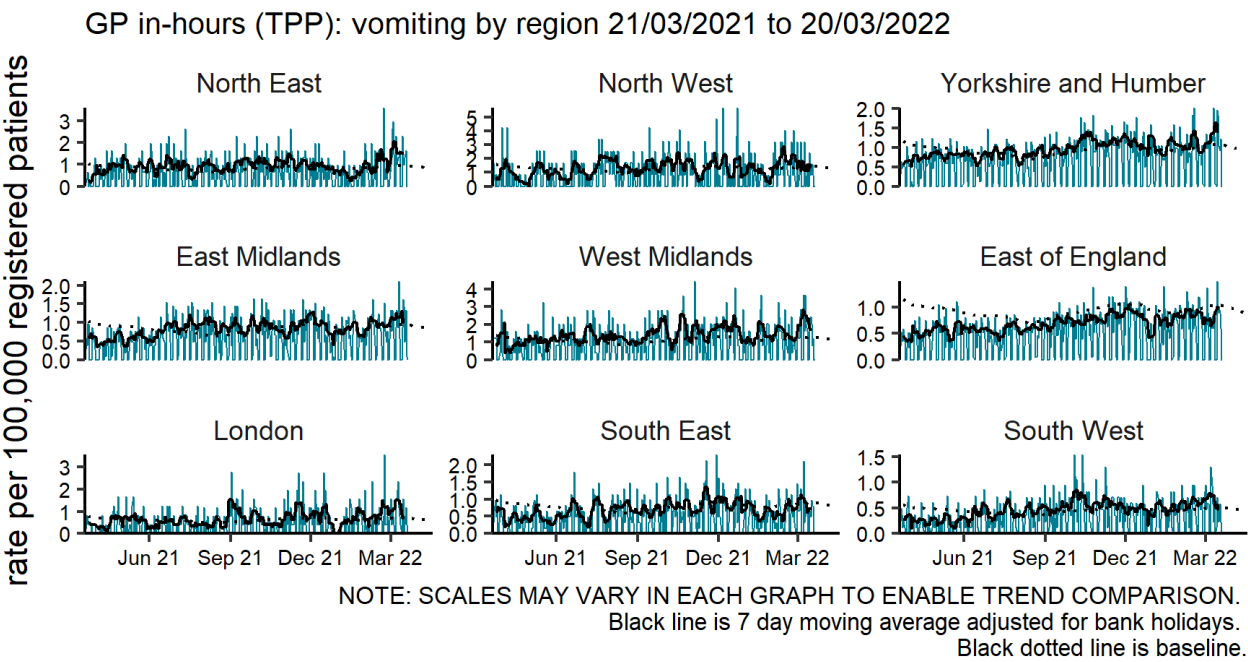 GP in-hours (TPP): vomiting by region 21/03/2021 to 20/03/2022
rate per 100,000 registered patients
North East
3
2
1
0
North West
5
4
3
2
1
0
Yorkshire and Humber
2.0
1.5
1.0
0.5
0.0
East Midlands
2.0
1.5
1.0
0.5
0.0
West Midlands
4
3
2
1
0
East of England
1.0
0.5
0.0
London
3
2
1
0
Jun 21 Sep 21 Dec 21 Mar 22
South East
2.0
1.5
1.0
0.5
0.0
Jun 21 Sep 21 Dec 21 Mar 22
South West
1.5
1.0
0.5
0.0
Jun 21 Sep 21 Dec 21 Mar 22
NOTE: SCALES MAY VARY IN EACH GRAPH TO ENABLE TREND COMPARISON.
Black line is 7 day moving average adjusted for bank holidays.
Black dotted line is baseline.